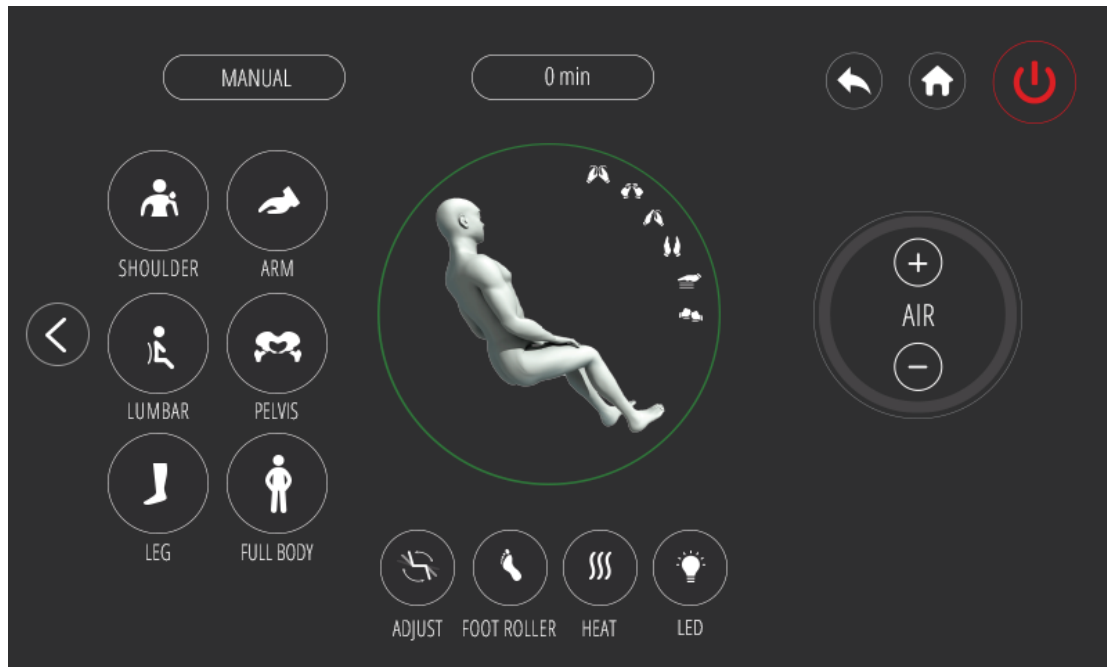 MANUAL
0 min
SHOULDER
ARM
LUMBAR
PELVIS
LEG
FULL BODY
AIR
ADJUST
FOOT ROLLER
HEAT
LED